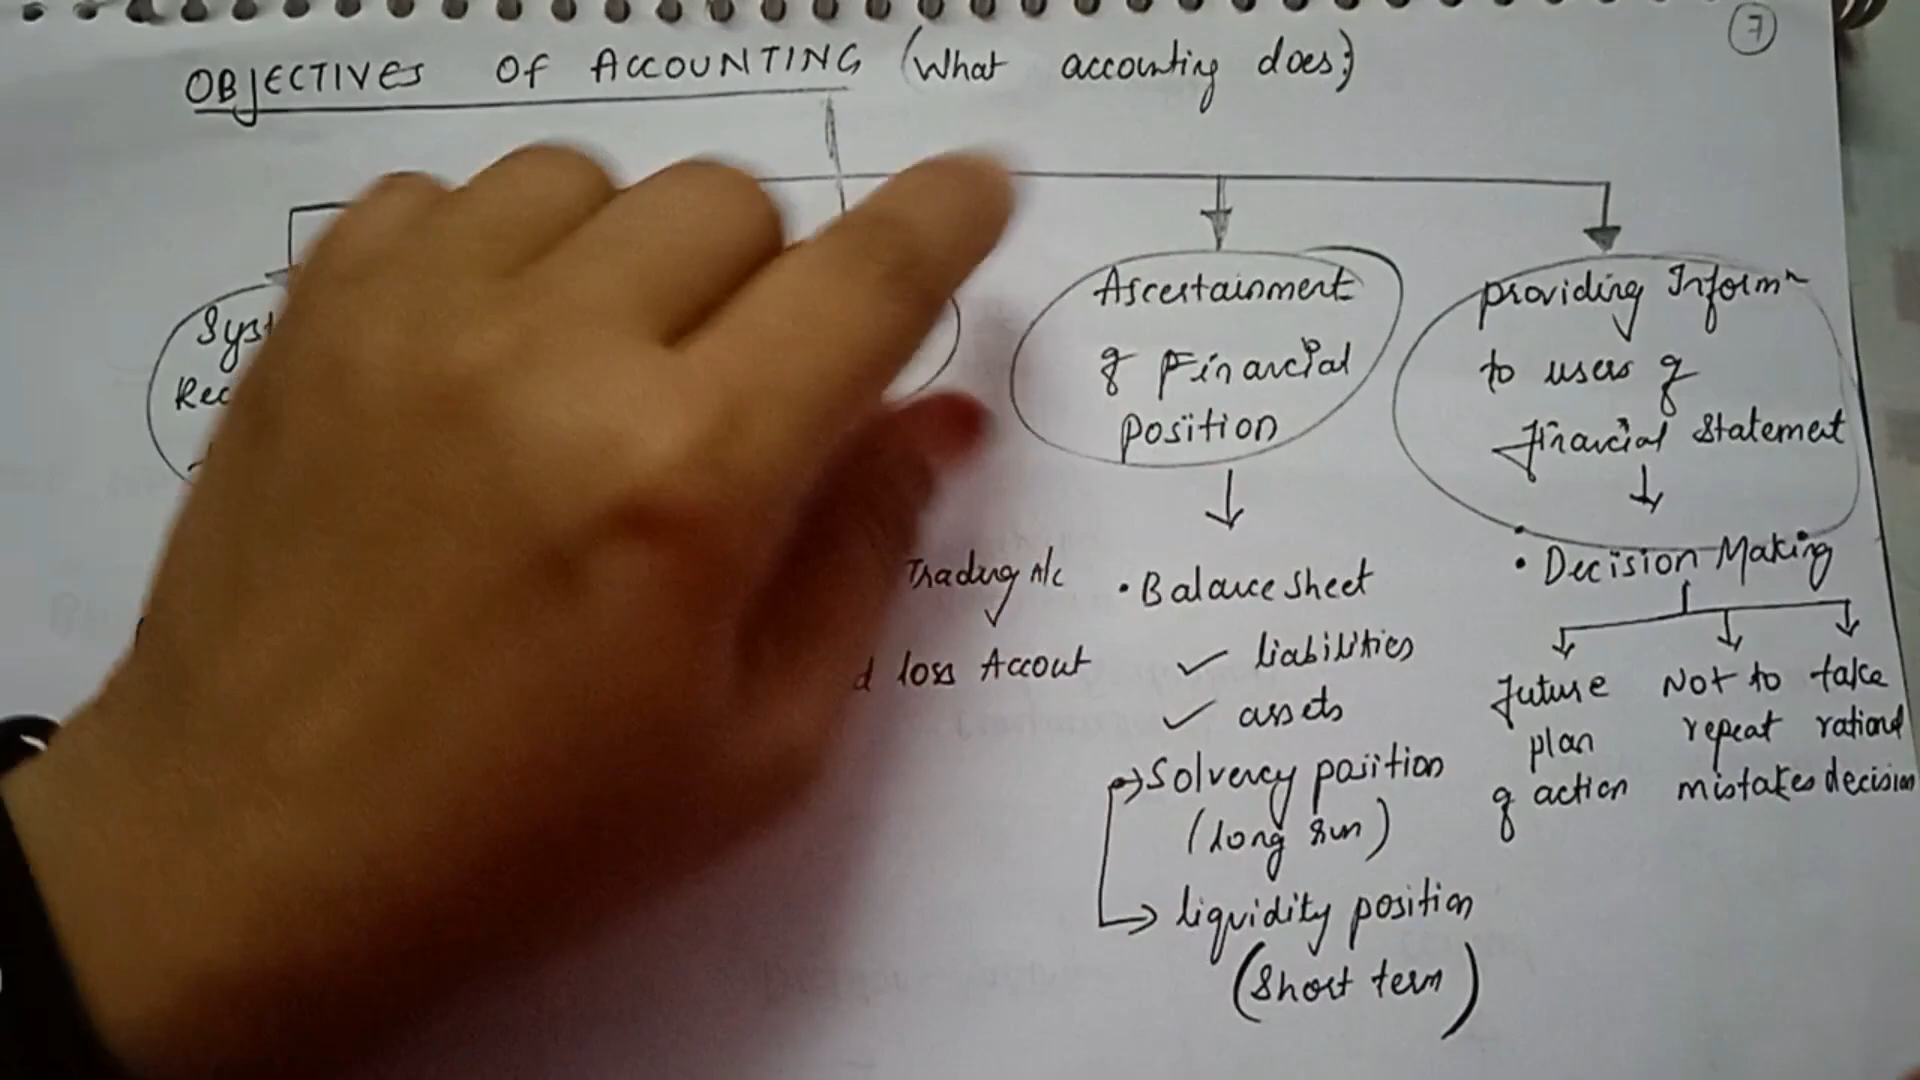 7
OBJECTIVES OF ACCOUNTING (What accounting does;)
Ascertainment
of Financial
position
• Balance sheet
✓ liabilities
✓ assets
→ Solvency position
(long run)
→ liquidity position
(Short term)
providing Informn
to users of
financial statement
• Decision Making
future
plan
of action
Not to
repeat
mistakes
take
rational
decision
Trading A/c
loss Accout